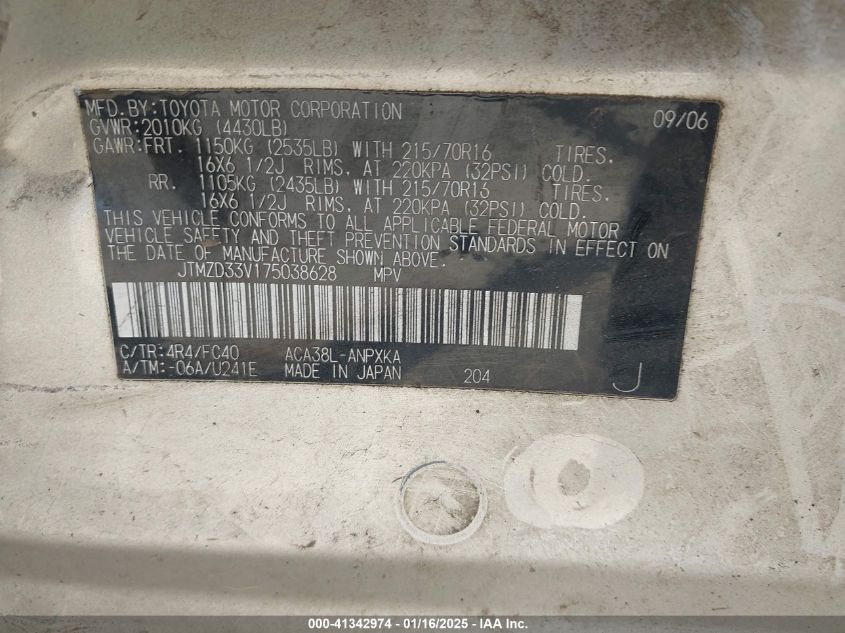 MFD.BY:TOYOTA MOTOR CORPORATION 09/06
GVWR:2010KG (4430LB)
GAWR:FRT. 1150KG (2535LB) WITH 215/70R16 TIRES.
16X6 1/2J RIMS. AT 220KPA (32PSI) COLD.
RR. 1105KG (2435LB) WITH 215/70R16 TIRES.
16X6 1/2J RIMS. AT 220KPA (32PSI) COLD.
THIS VEHICLE CONFORMS TO ALL APPLICABLE FEDERAL MOTOR
VEHICLE SAFETY AND THEFT PREVENTION STANDARDS IN EFFECT ON
THE DATE OF MANUFACTURE SHOWN ABOVE.
JTMZD33V175038628 MPV
C/TR:4R4/FC40 ACA38L-ANPXKA
A/TM:-06A/U241E MADE IN JAPAN 204 J
000-41342974 - 01/16/2025 - IAA Inc.